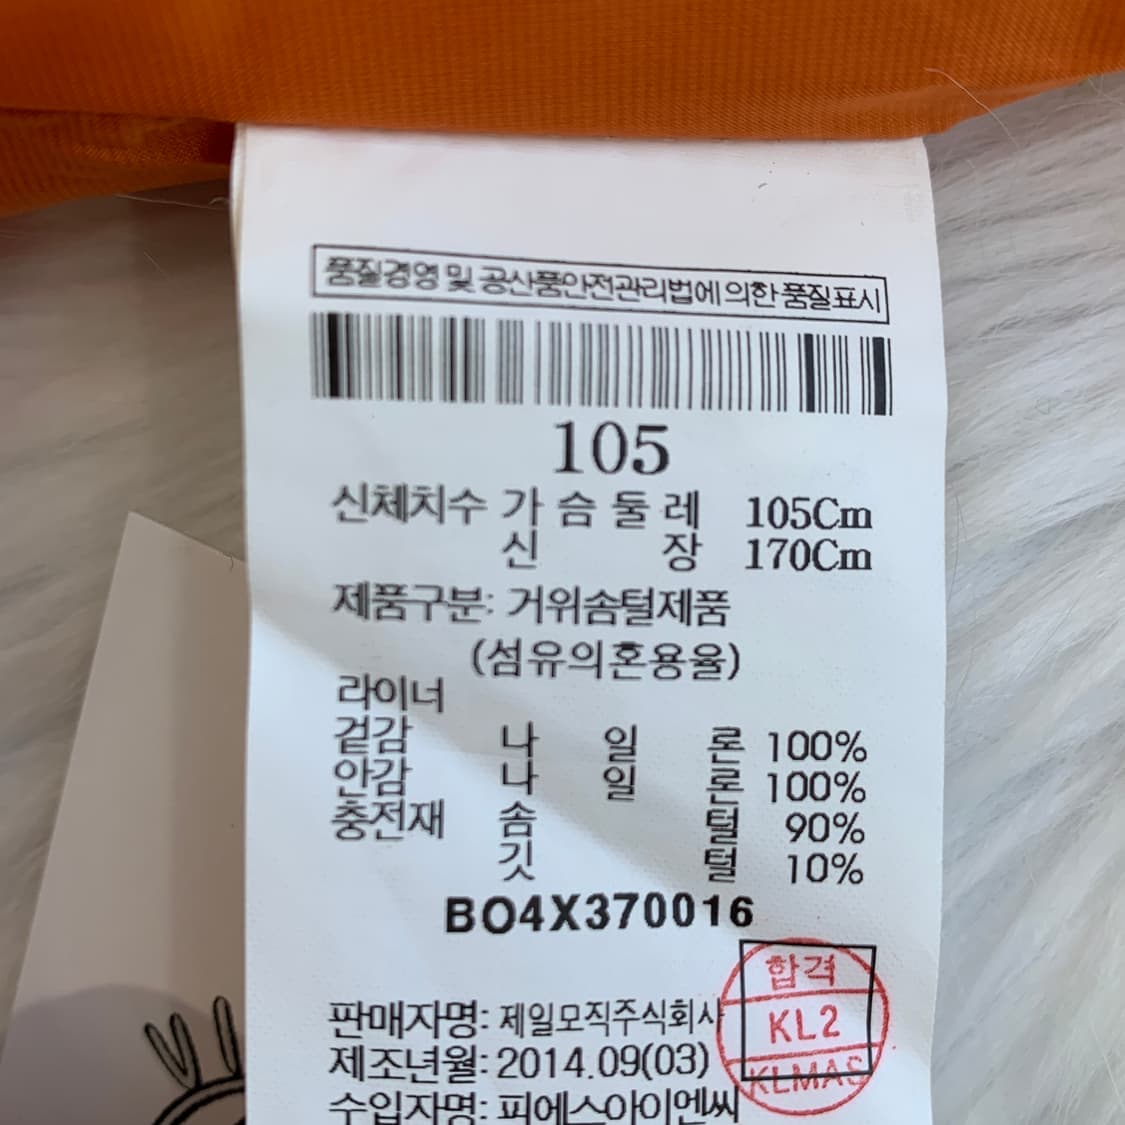 품질경영 및 공산품안전관리법에 의한 품질표시
105
신체치수 가 슴 둘 레 105Cm
신 장 170Cm
제품구분: 거위솜털제품
(섬유의혼용율)
라이너
겉감 나 일 론 100%
안감 나 일 론 100%
충전재 솜 털 90%
깃 털 10%
BO4X370016
합격
판매자명: 제일모직주식회사
KL2
제조년월: 2014.09(03)
KLMAS
수입자명: 피에스아이엔씨